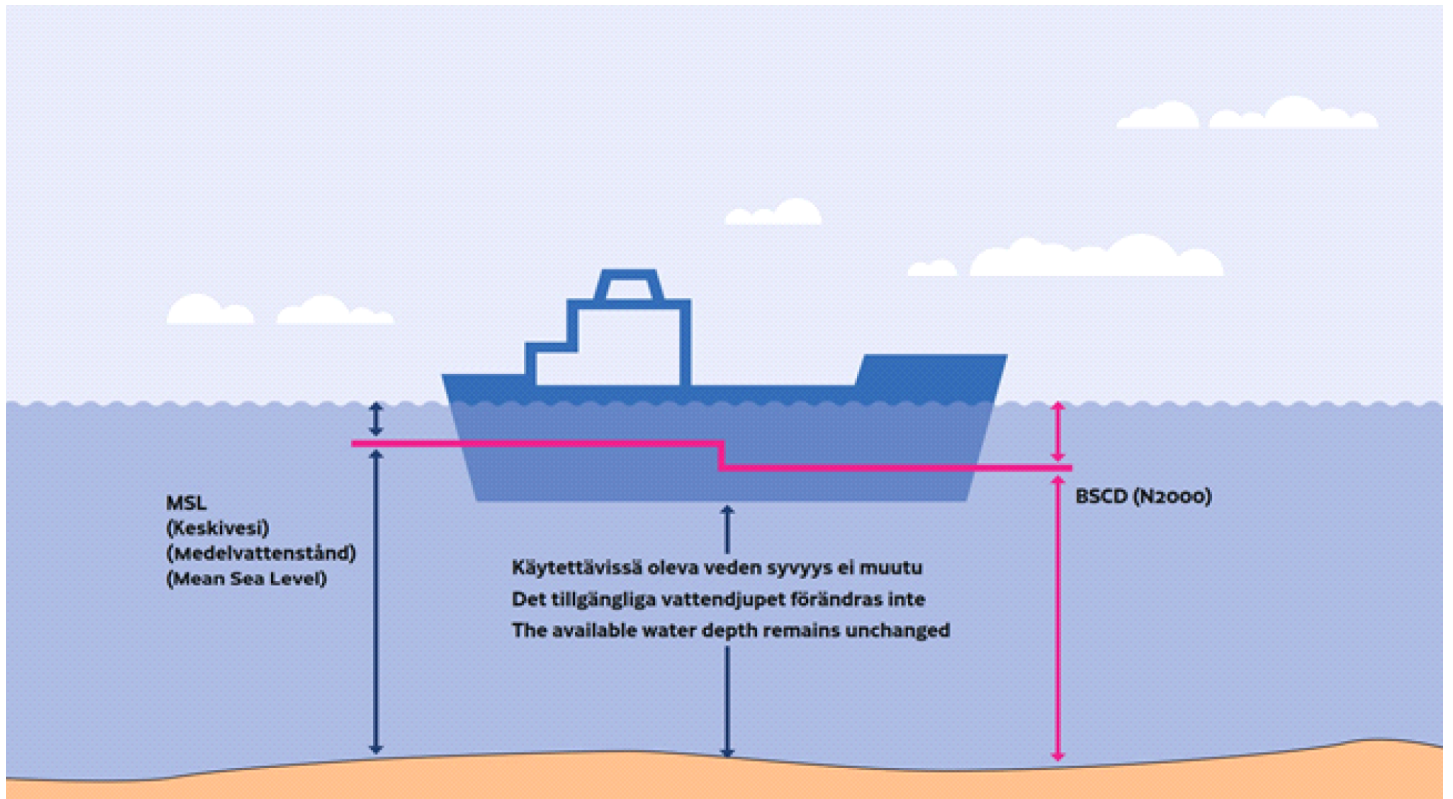 MSL
(Keskivesi)
(Medelvattenstånd)
(Mean Sea Level)
BSCD (N2000)
Käytettävissä oleva veden syvyys ei muutu
Det tillgängliga vattendjupet förändras inte
The available water depth remains unchanged